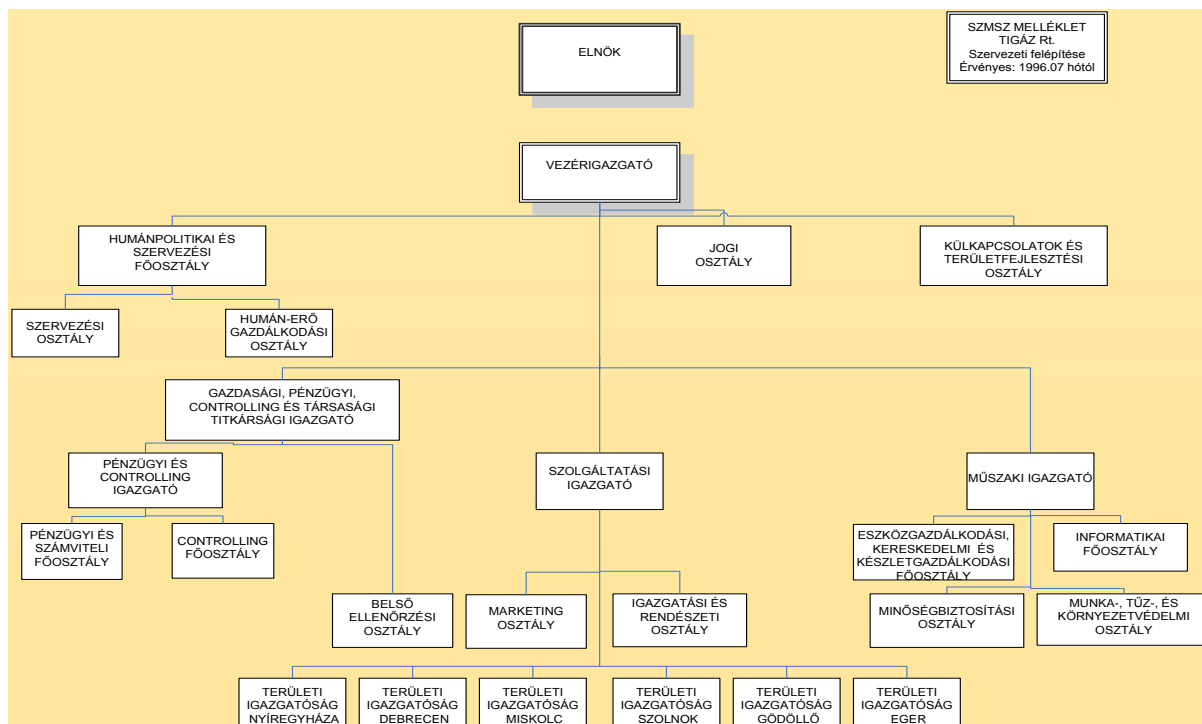 ELNÖK
SZMSZ MELLÉKLET
TIGÁZ Rt.
Szervezeti felépítése
Érvényes: 1996.07 hótól
VEZÉRIGAZGATÓ
HUMÁNPOLITIKAI ÉS
SZERVEZÉSI
FŐOSZTÁLY
JOGI
OSZTÁLY
KÜLKAPCSOLATOK ÉS
TERÜLETFEJLESZTÉSI
OSZTÁLY
SZERVEZÉSI
OSZTÁLY
HUMÁN-ERŐ
GAZDÁLKODÁSI
OSZTÁLY
GAZDASÁGI, PÉNZÜGYI,
CONTROLLING ÉS TÁRSASÁGI
TITKÁRSÁGI IGAZGATÓ
PÉNZÜGYI ÉS
CONTROLLING
IGAZGATÓ
SZOLGÁLTATÁSI
IGAZGATÓ
MŰSZAKI IGAZGATÓ
PÉNZÜGYI ÉS
SZÁMVITELI
FŐOSZTÁLY
CONTROLLING
FŐOSZTÁLY
ESZKÖZGAZDÁLKODÁSI,
KERESKEDELMI ÉS
KÉSZLETGAZDÁLKODÁSI
FŐOSZTÁLY
INFORMATIKAI
FŐOSZTÁLY
BELSŐ
ELLENŐRZÉSI
OSZTÁLY
MARKETING
OSZTÁLY
IGAZGATÁSI ÉS
RENDÉSZETI
OSZTÁLY
MINŐSÉGBIZTOSÍTÁSI
OSZTÁLY
MUNKA-, TŰZ-, ÉS
KÖRNYEZETVÉDELMI
OSZTÁLY
TERÜLETI
IGAZGATÓSÁG
NYÍREGYHÁZA
TERÜLETI
IGAZGATÓSÁG
DEBRECEN
TERÜLETI
IGAZGATÓSÁG
MISKOLC
TERÜLETI
IGAZGATÓSÁG
SZOLNOK
TERÜLETI
IGAZGATÓSÁG
GÖDÖLLŐ
TERÜLETI
IGAZGATÓSÁG
EGER